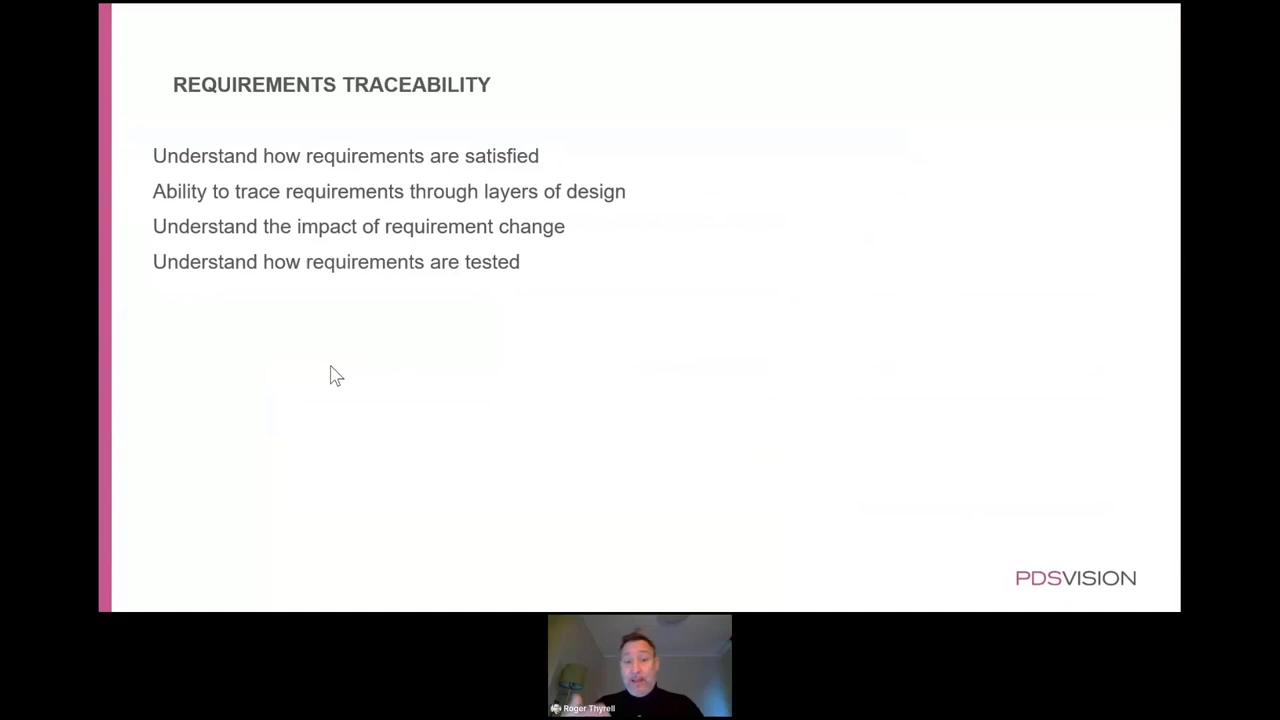 REQUIREMENTS TRACEABILITY
Understand how requirements are satisfied
Ability to trace requirements through layers of design
Understand the impact of requirement change
Understand how requirements are tested
PDSVISION
Roger Thyrell